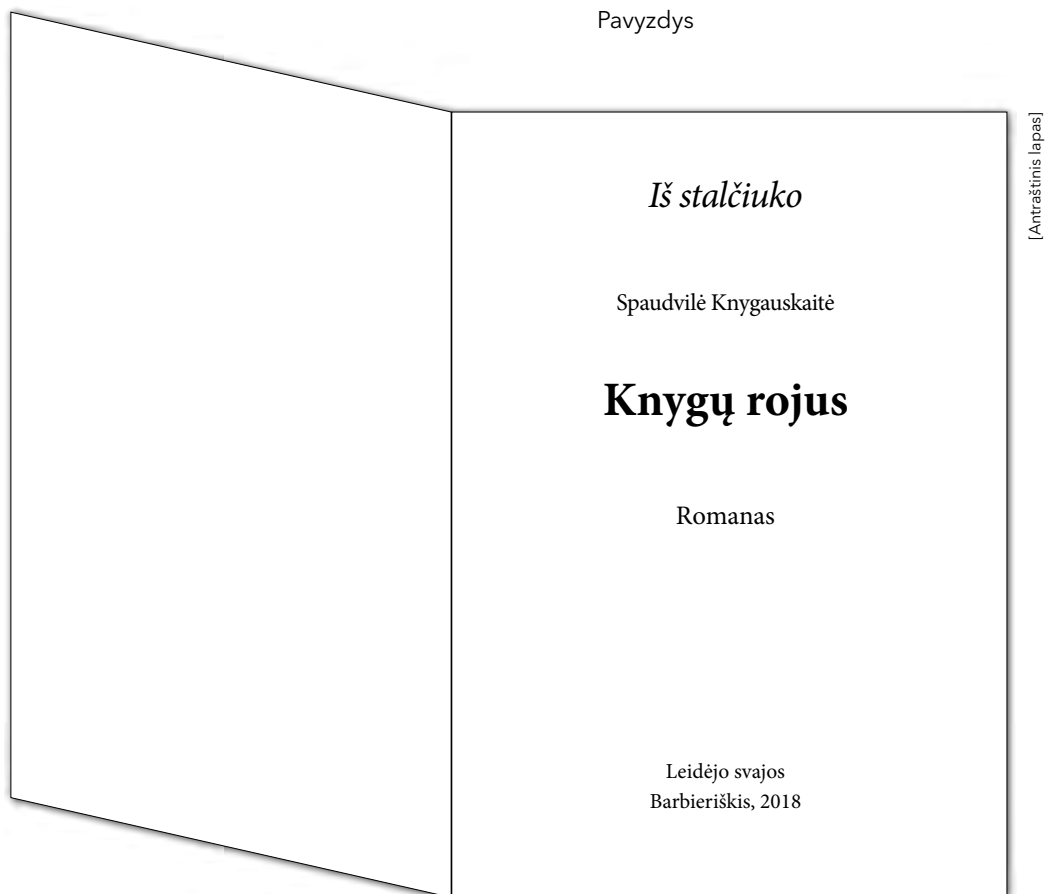 Pavyzdys
[Antraštinis lapas]
Iš stalčiuko
Spaudvilė Knygauskaitė
Knygų rojus
Romanas
Leidėjo svajos
Barbieriškis, 2018